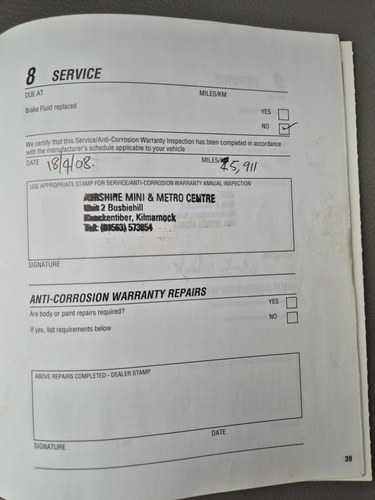 8 SERVICE
DUE AT MILES/KM
Brake Fluid replaced
YES
NO ✓
We certify that this Service/Anti-Corrosion Warranty Inspection has been completed in accordance
with the manufacturer's schedule applicable to your vehicle
DATE 18/4/08. MILES/KM 45,911
USE APPROPRIATE STAMP FOR SERVICE/ANTI-CORROSION WARRANTY ANNUAL INSPECTION
AYRSHIRE MINI & METRO CENTRE
Unit 2 Busbiehill
Knockentiber, Kilmarnock
Tel: (01563) 573854
SIGNATURE
ANTI-CORROSION WARRANTY REPAIRS
Are body or paint repairs required?
YES
NO
If yes, list requirements below
ABOVE REPAIRS COMPLETED - DEALER STAMP
DATE
SIGNATURE
39